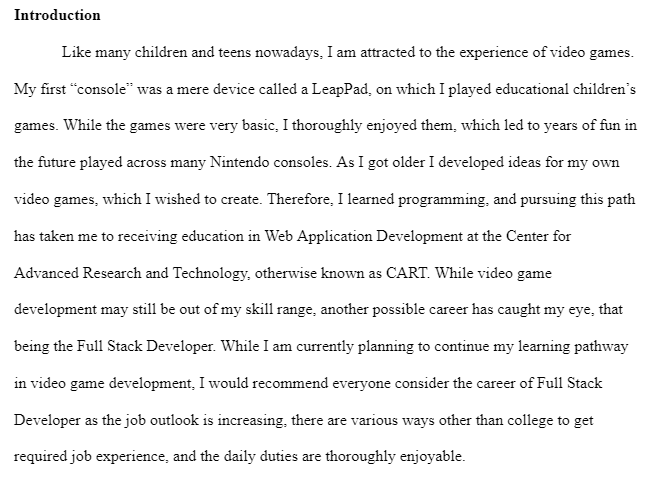 Introduction
Like many children and teens nowadays, I am attracted to the experience of video games.
My first “console” was a mere device called a LeapPad, on which I played educational children’s
games. While the games were very basic, I thoroughly enjoyed them, which led to years of fun in
the future played across many Nintendo consoles. As I got older I developed ideas for my own
video games, which I wished to create. Therefore, I learned programming, and pursuing this path
has taken me to receiving education in Web Application Development at the Center for
Advanced Research and Technology, otherwise known as CART. While video game
development may still be out of my skill range, another possible career has caught my eye, that
being the Full Stack Developer. While I am currently planning to continue my learning pathway
in video game development, I would recommend everyone consider the career of Full Stack
Developer as the job outlook is increasing, there are various ways other than college to get
required job experience, and the daily duties are thoroughly enjoyable.